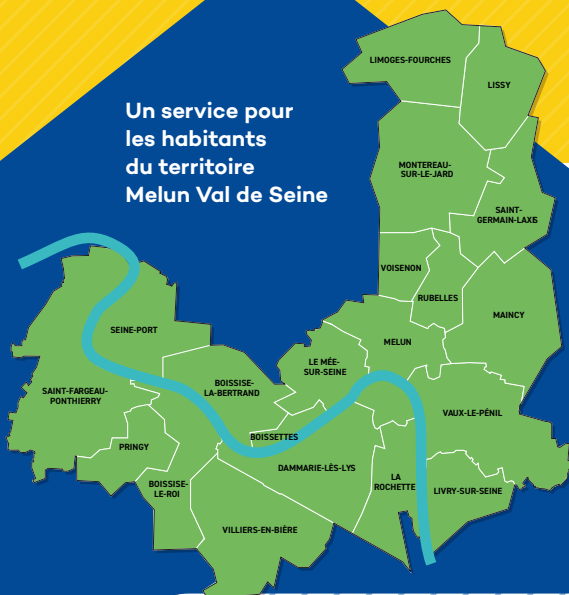 Un service pour
les habitants
du territoire
Melun Val de Seine
LIMOGES-FOURCHES
LISSY
MONTEREAU-
SUR-LE-JARD
SAINT-
GERMAIN-LAXIS
VOISENON
RUBELLES
MAINCY
SEINE-PORT
MELUN
LE MÉE-
SUR-SEINE
BOISSISE-
LA-BERTRAND
SAINT-FARGEAU-
PONTHIERRY
VAUX-LE-PÉNIL
BOISSETTES
PRINGY
DAMMARIE-LÈS-LYS
LA
ROCHETTE
BOISSISE-
LE-ROI
LIVRY-SUR-SEINE
VILLIERS-EN-BIÈRE